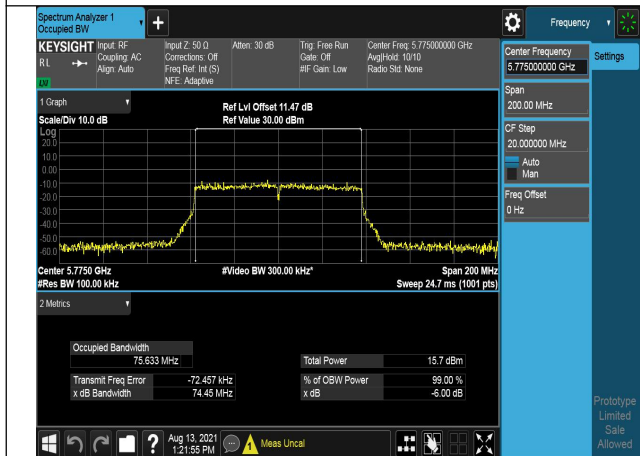 Spectrum Analyzer 1
Occupied BW
+
Frequency
KEYSIGHT
RL
LXI
Input: RF
Coupling: AC
Align: Auto
Input Z: 50 Ω
Corrections: Off
Freq Ref: Int (S)
NFE: Adaptive
Atten: 30 dB
Trig: Free Run
Gate: Off
#IF Gain: Low
Center Freq: 5.775000000 GHz
Avg|Hold: 10/10
Radio Std: None
Center Frequency
5.775000000 GHz
Settings
Span
200.00 MHz
CF Step
20.000000 MHz
Auto
Man
Freq Offset
0 Hz
1 Graph
Scale/Div 10.0 dB
Ref Lvl Offset 11.47 dB
Ref Value 30.00 dBm
Log
20.0
10.0
0.00
-10.0
-20.0
-30.0
-40.0
-50.0
-60.0
Center 5.7750 GHz
#Res BW 100.00 kHz
#Video BW 300.00 kHz*
Span 200 MHz
Sweep 24.7 ms (1001 pts)
2 Metrics
Occupied Bandwidth
75.633 MHz
Total Power 15.7 dBm
Transmit Freq Error -72.457 kHz
% of OBW Power 99.00 %
x dB Bandwidth 74.45 MHz
x dB -6.00 dB
Prototype
Limited
Sale
Allowed
?
Aug 13, 2021
1:21:55 PM
Meas Uncal